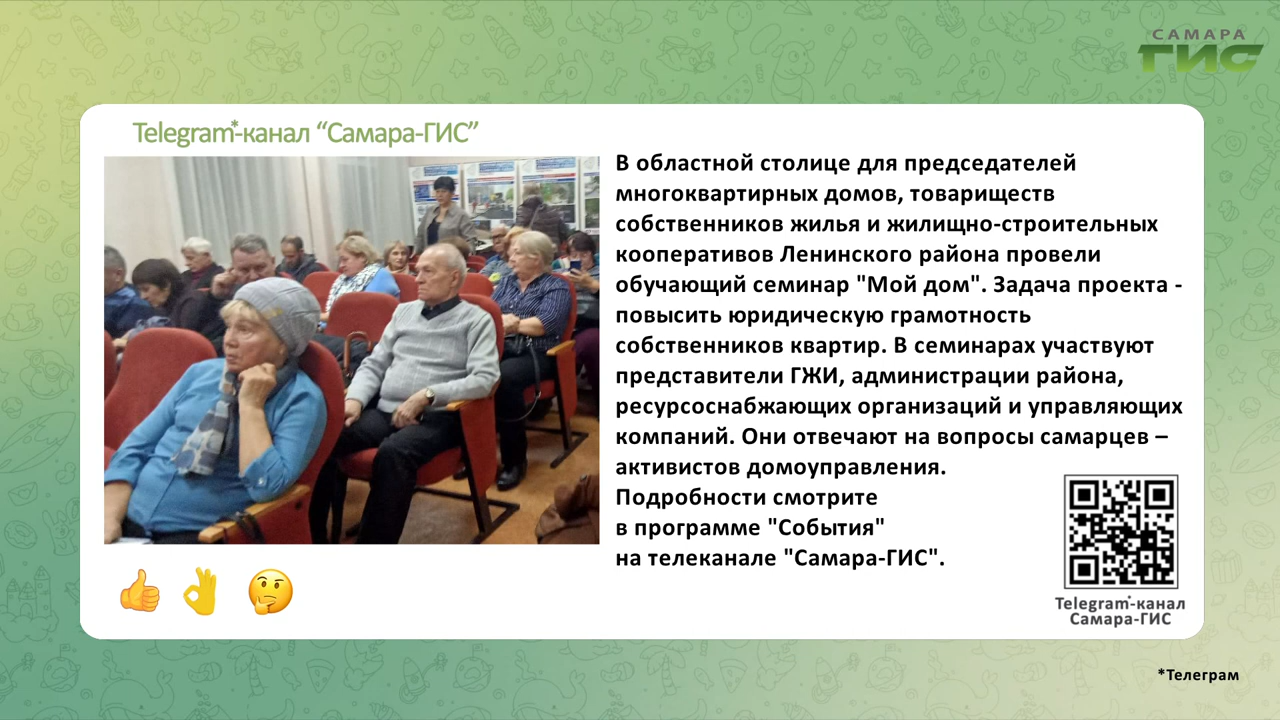 САМАРА
ГИС
Telegram*-канал “Самара-ГИС”
В областной столице для председателей
многоквартирных домов, товариществ
собственников жилья и жилищно-строительных
кооперативов Ленинского района провели
обучающий семинар "Мой дом". Задача проекта -
повысить юридическую грамотность
собственников квартир. В семинарах участвуют
представители ГЖИ, администрации района,
ресурсоснабжающих организаций и управляющих
компаний. Они отвечают на вопросы самарцев –
активистов домоуправления.
Подробности смотрите
в программе "События"
на телеканале "Самара-ГИС".
Telegram*-канал
Самара-ГИС
*Телеграм